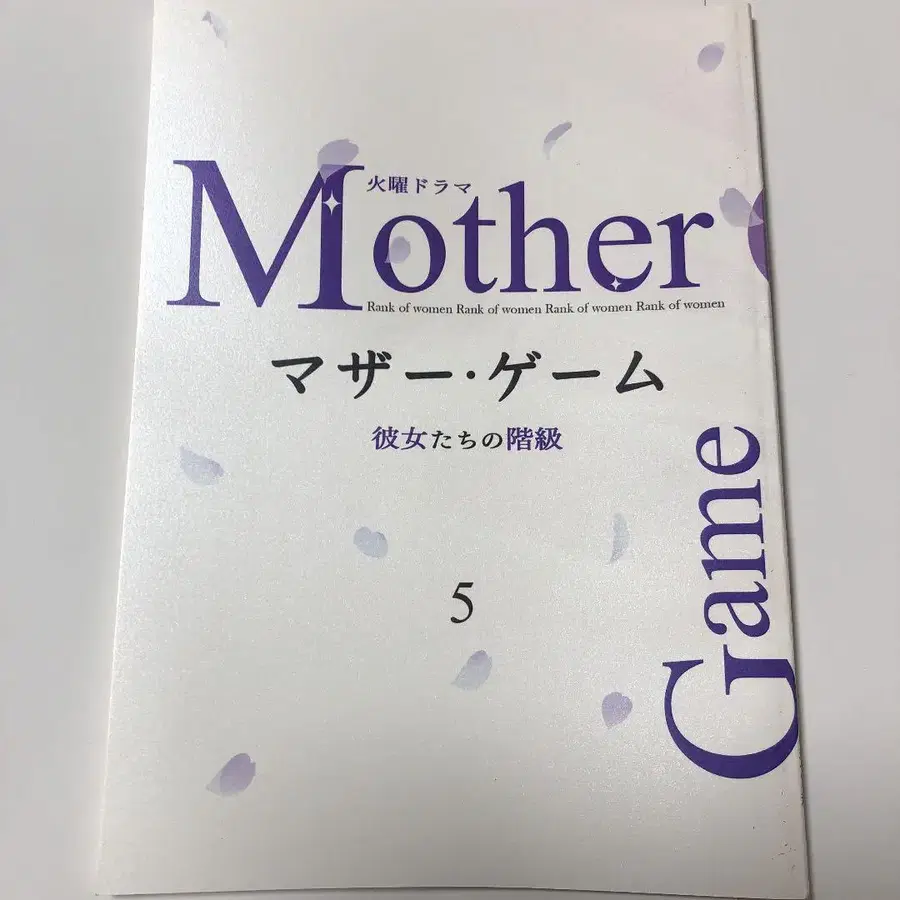 火曜ドラマ
Mother
Rank of women Rank of women Rank of women Rank of women
マザー・ゲーム
彼女たちの階級
Game
5